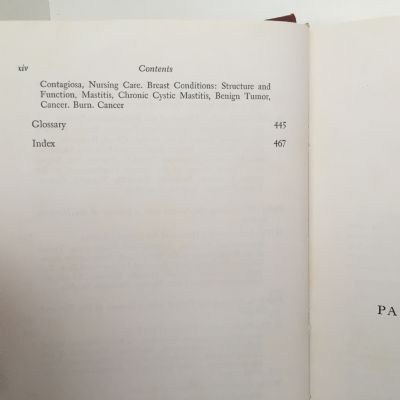 xiv Contents
Contagiosa, Nursing Care. Breast Conditions: Structure and
Function, Mastitis, Chronic Cystic Mastitis, Benign Tumor,
Cancer. Burn. Cancer
Glossary 445
Index 467
PA